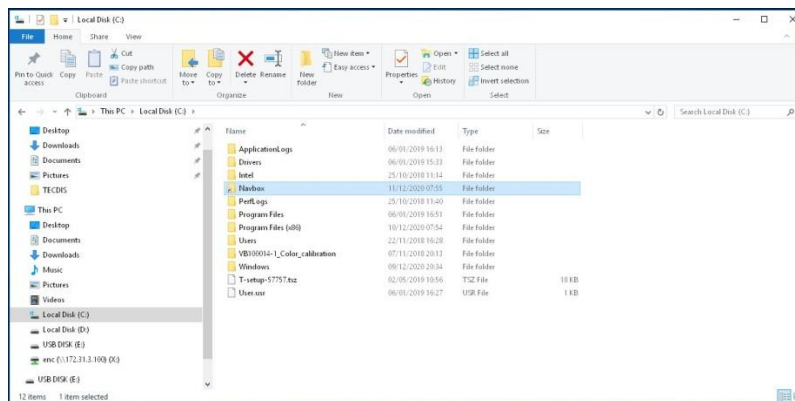 Local Disk (C:)
File Home Share View
Pin to Quick access
Copy
Paste
Cut
Copy path
Paste shortcut
Clipboard
Move to
Copy to
Delete
Rename
Organize
New folder
New item
Easy access
New
Properties
Open
Edit
History
Open
Select all
Select none
Invert selection
Select
This PC > Local Disk (C:) >
Search Local Disk (C:)
Desktop
Downloads
Documents
Pictures
TECDIS
This PC
Desktop
Documents
Downloads
Music
Pictures
Videos
Local Disk (C:)
Local Disk (D:)
USB DISK (E:)
enc (\\172.31.3.100) (X:)
USB DISK (E:)
Name Date modified Type Size
ApplicationLogs 06/01/2019 16:13 File folder
Drivers 06/01/2019 15:33 File folder
Intel 25/10/2018 11:14 File folder
Navbox 11/12/2020 07:55 File folder
PerfLogs 25/10/2018 11:40 File folder
Program Files 06/01/2019 16:51 File folder
Program Files (x86) 10/12/2020 07:54 File folder
Users 22/11/2018 16:28 File folder
VB100014-1_Color_calibration 07/11/2018 20:13 File folder
Windows 09/12/2020 20:34 File folder
T-setup-57757.tsz 02/05/2019 10:56 TSZ File 18 KB
User.usr 06/01/2019 16:27 USR File 1 KB
12 items 1 item selected